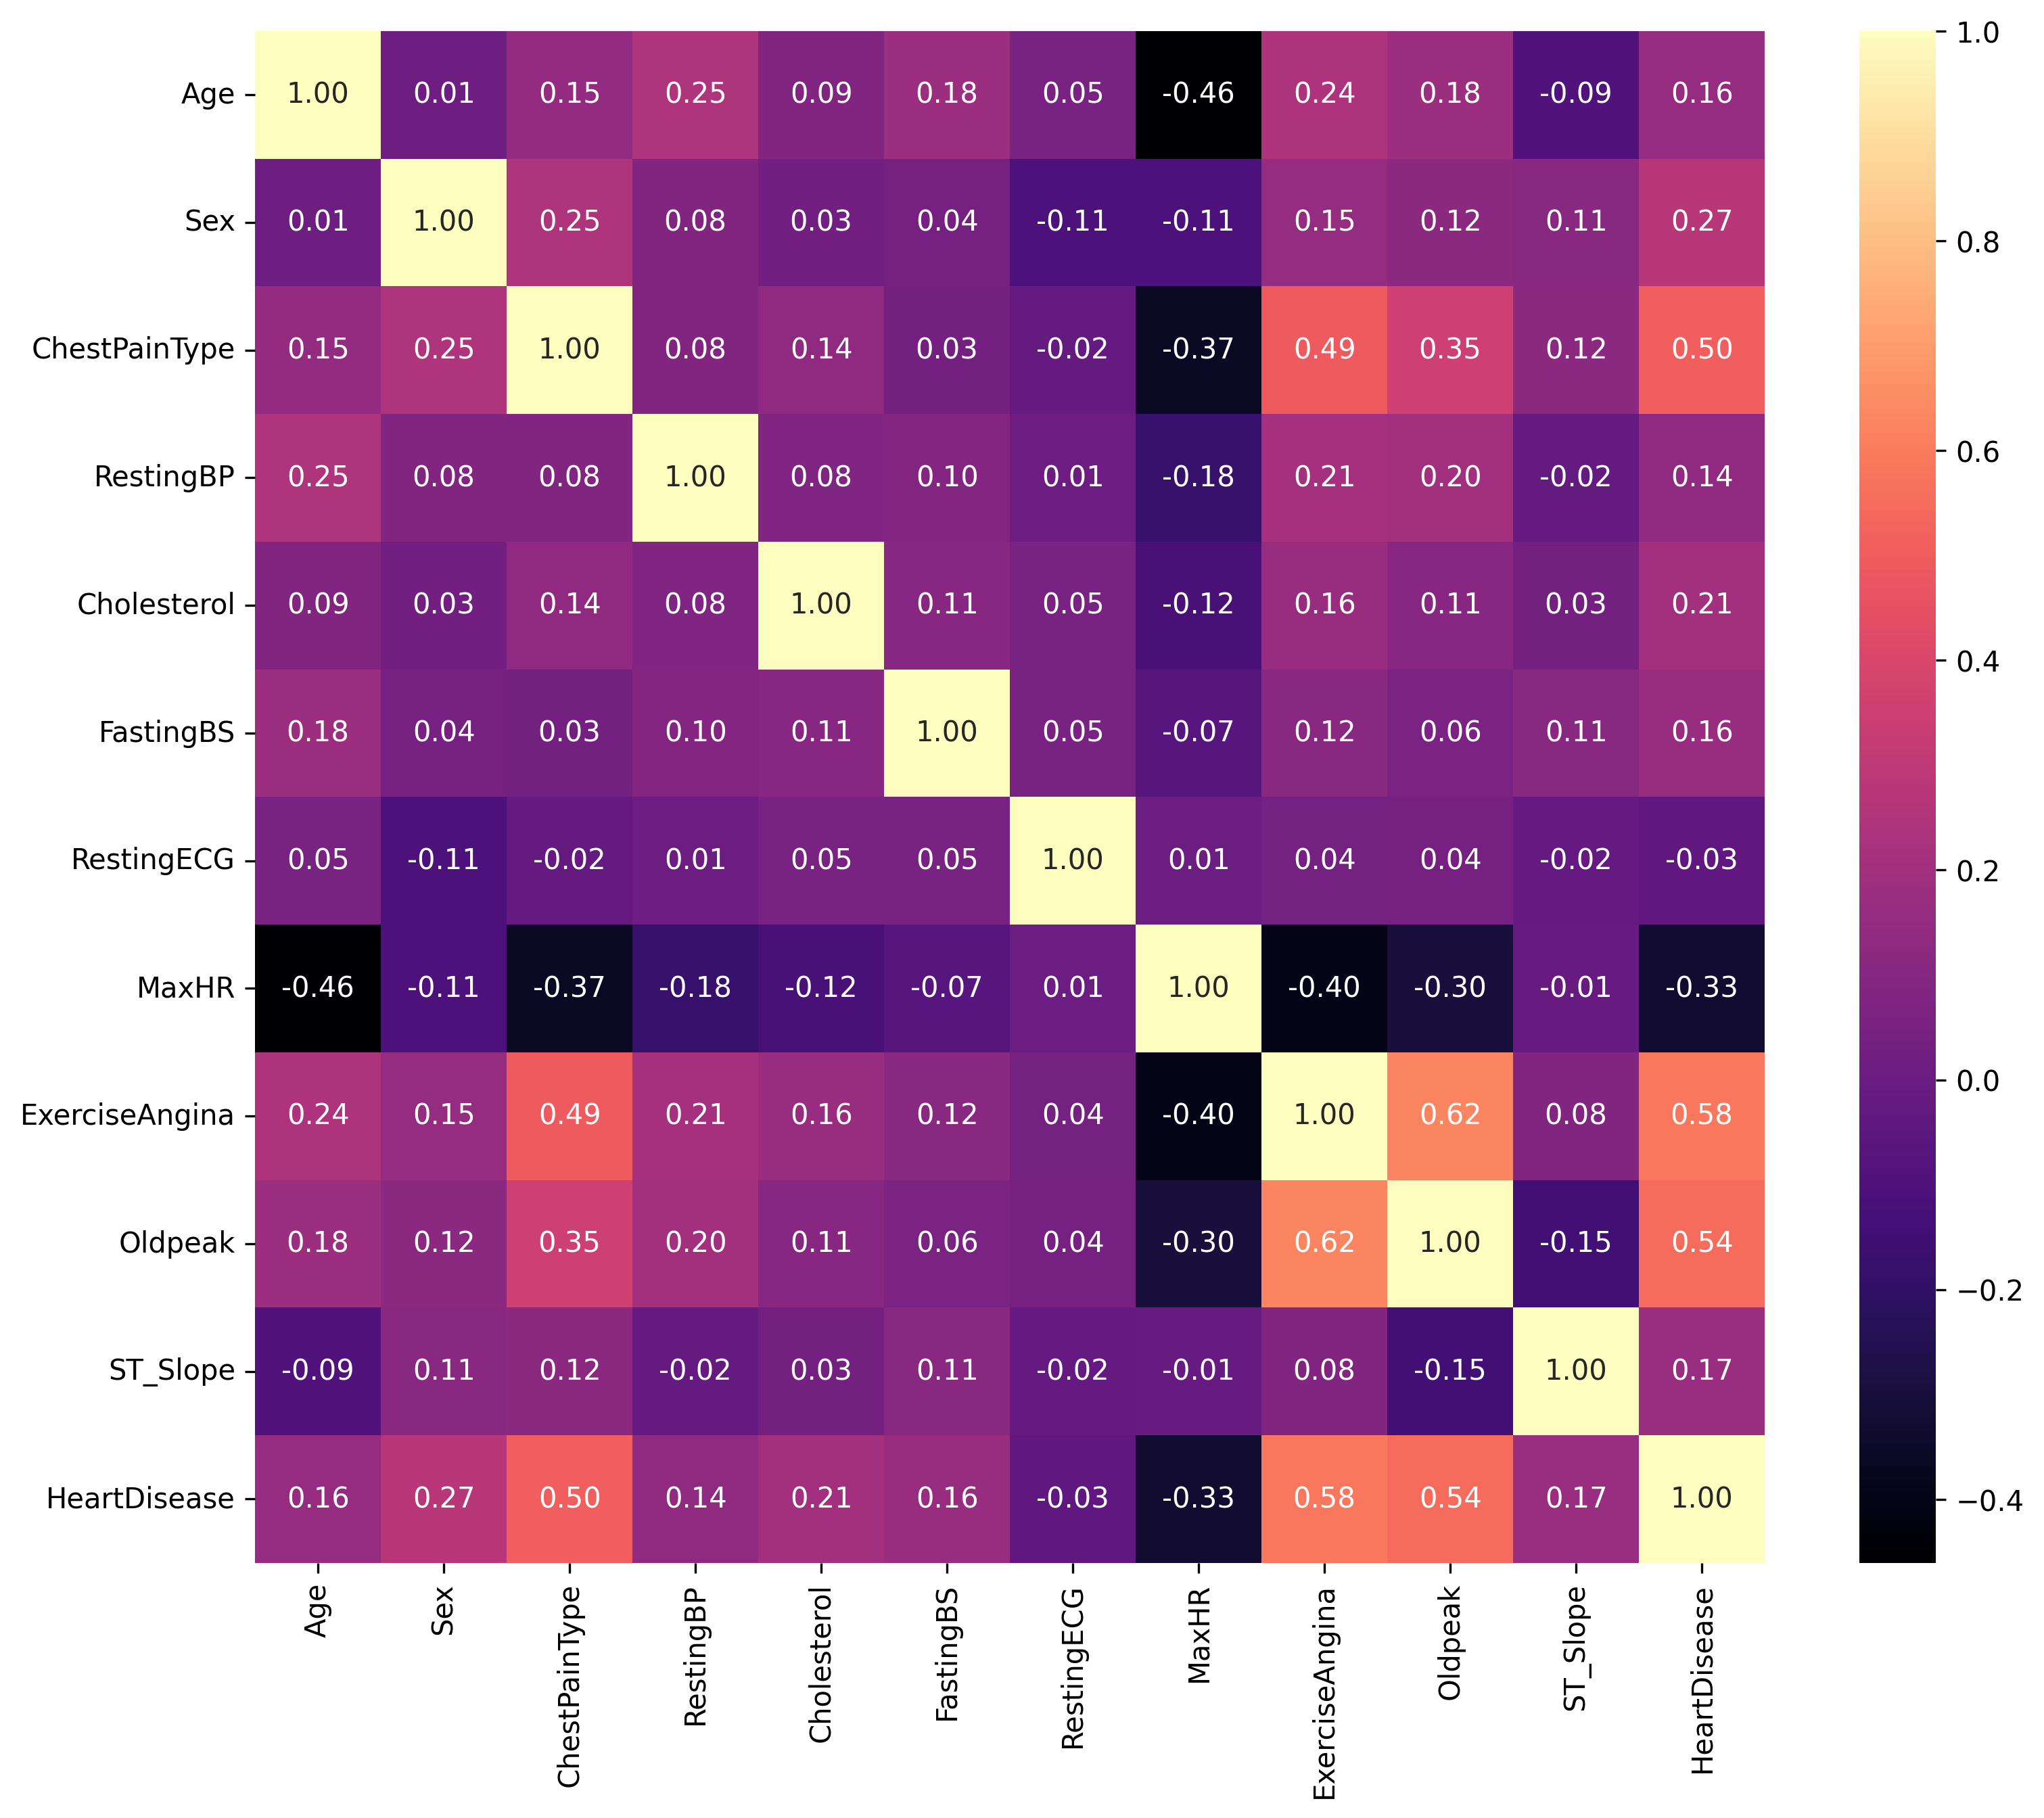 Age 1.00 0.01 0.15 0.25 0.09 0.18 0.05 -0.46 0.24 0.18 -0.09 0.16
Sex 0.01 1.00 0.25 0.08 0.03 0.04 -0.11 -0.11 0.15 0.12 0.11 0.27
ChestPainType 0.15 0.25 1.00 0.08 0.14 0.03 -0.02 -0.37 0.49 0.35 0.12 0.50
RestingBP 0.25 0.08 0.08 1.00 0.08 0.10 0.01 -0.18 0.21 0.20 -0.02 0.14
Cholesterol 0.09 0.03 0.14 0.08 1.00 0.11 0.05 -0.12 0.16 0.11 0.03 0.21
FastingBS 0.18 0.04 0.03 0.10 0.11 1.00 0.05 -0.07 0.12 0.06 0.11 0.16
RestingECG 0.05 -0.11 -0.02 0.01 0.05 0.05 1.00 0.01 0.04 0.04 -0.02 -0.03
MaxHR -0.46 -0.11 -0.37 -0.18 -0.12 -0.07 0.01 1.00 -0.40 -0.30 -0.01 -0.33
ExerciseAngina 0.24 0.15 0.49 0.21 0.16 0.12 0.04 -0.40 1.00 0.62 0.08 0.58
Oldpeak 0.18 0.12 0.35 0.20 0.11 0.06 0.04 -0.30 0.62 1.00 -0.15 0.54
ST_Slope -0.09 0.11 0.12 -0.02 0.03 0.11 -0.02 -0.01 0.08 -0.15 1.00 0.17
HeartDisease 0.16 0.27 0.50 0.14 0.21 0.16 -0.03 -0.33 0.58 0.54 0.17 1.00
Age
Sex
ChestPainType
RestingBP
Cholesterol
FastingBS
RestingECG
MaxHR
ExerciseAngina
Oldpeak
ST_Slope
HeartDisease
1.0
0.8
0.6
0.4
0.2
0.0
−0.2
−0.4